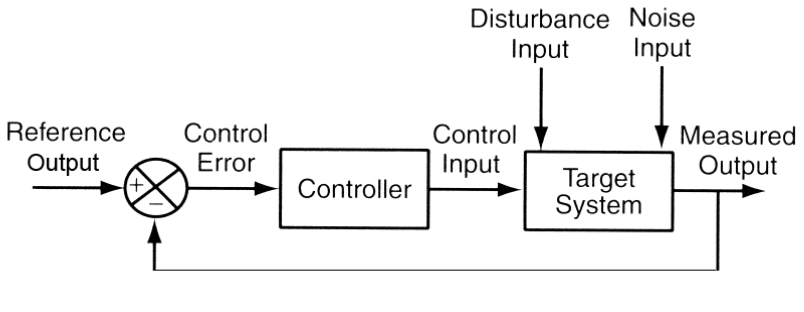 Disturbance
Input
Noise
Input
Reference
Output
Control
Error
Control
Input
Measured
Output
+
−
Controller
Target
System